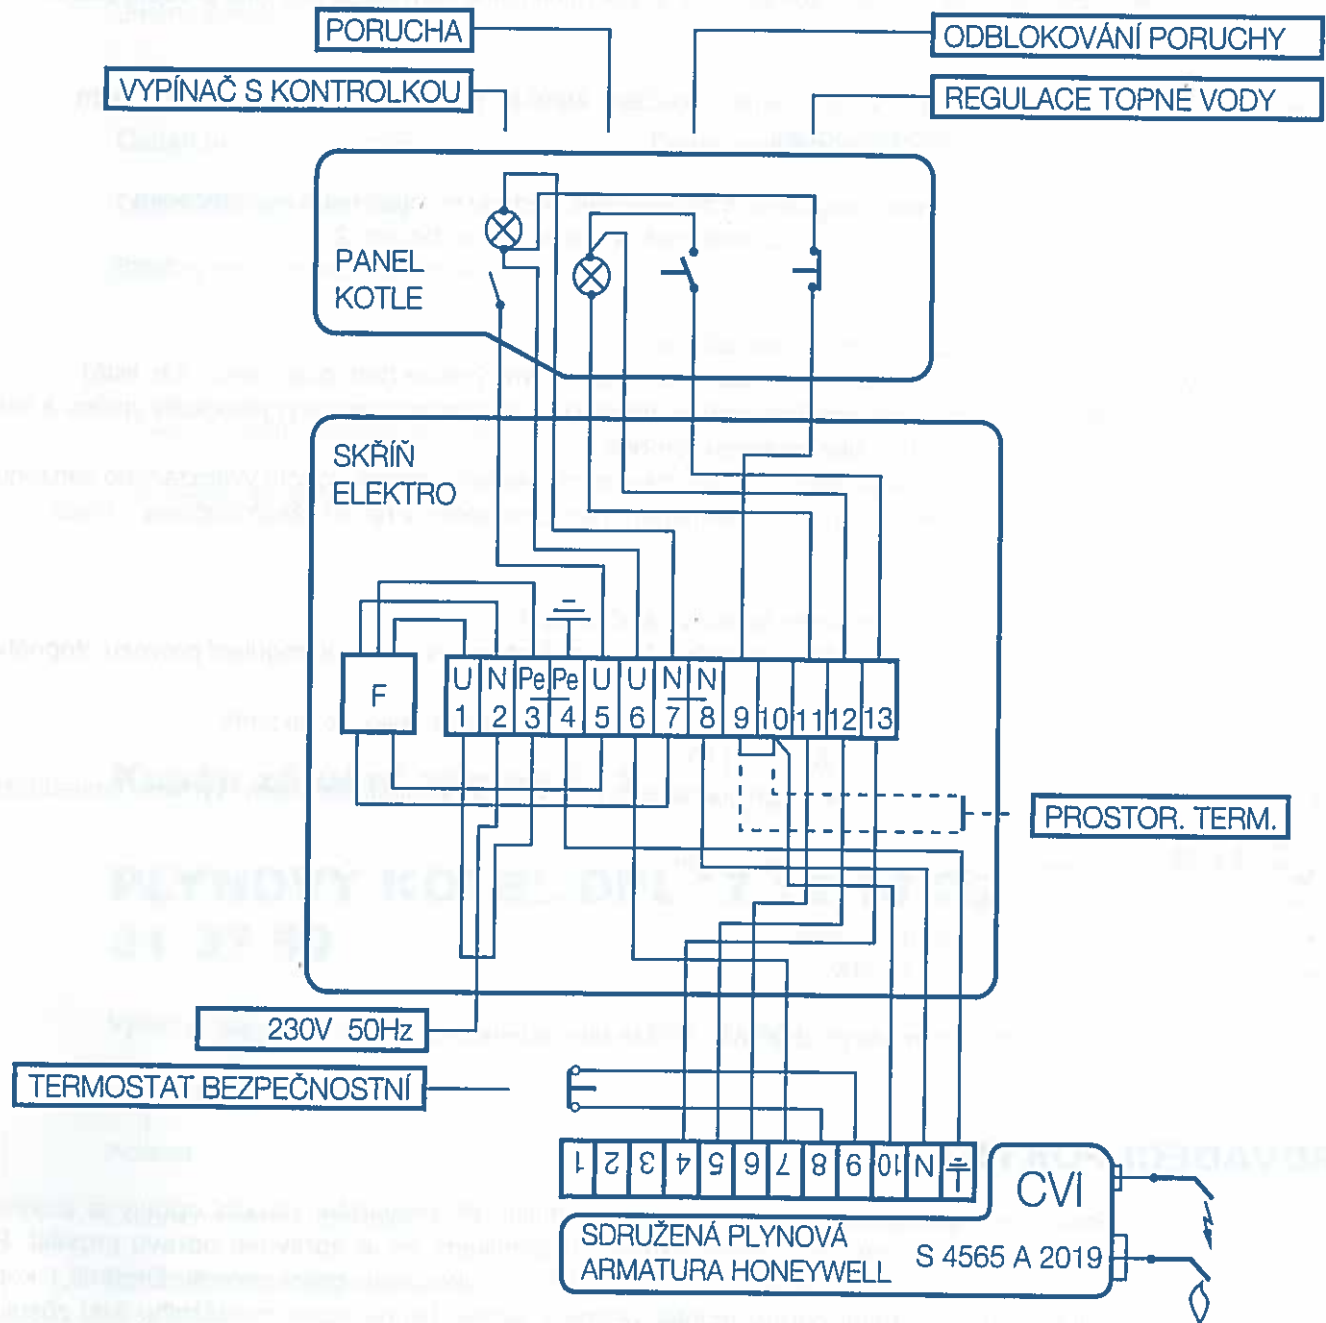 PORUCHA
ODBLOKOVÁNÍ PORUCHY
VYPÍNAČ S KONTROLKOU
REGULACE TOPNÉ VODY
PANEL
KOTLE
SKŘÍŇ
ELEKTRO
F
U N Pe Pe U U N N
1 2 3 4 5 6 7 8 9 10 11 12 13
PROSTOR. TERM.
230V 50Hz
TERMOSTAT BEZPEČNOSTNÍ
1 2 3 4 5 6 7 8 9 10 N
CVI
SDRUŽENÁ PLYNOVÁ
ARMATURA HONEYWELL
S 4565 A 2019